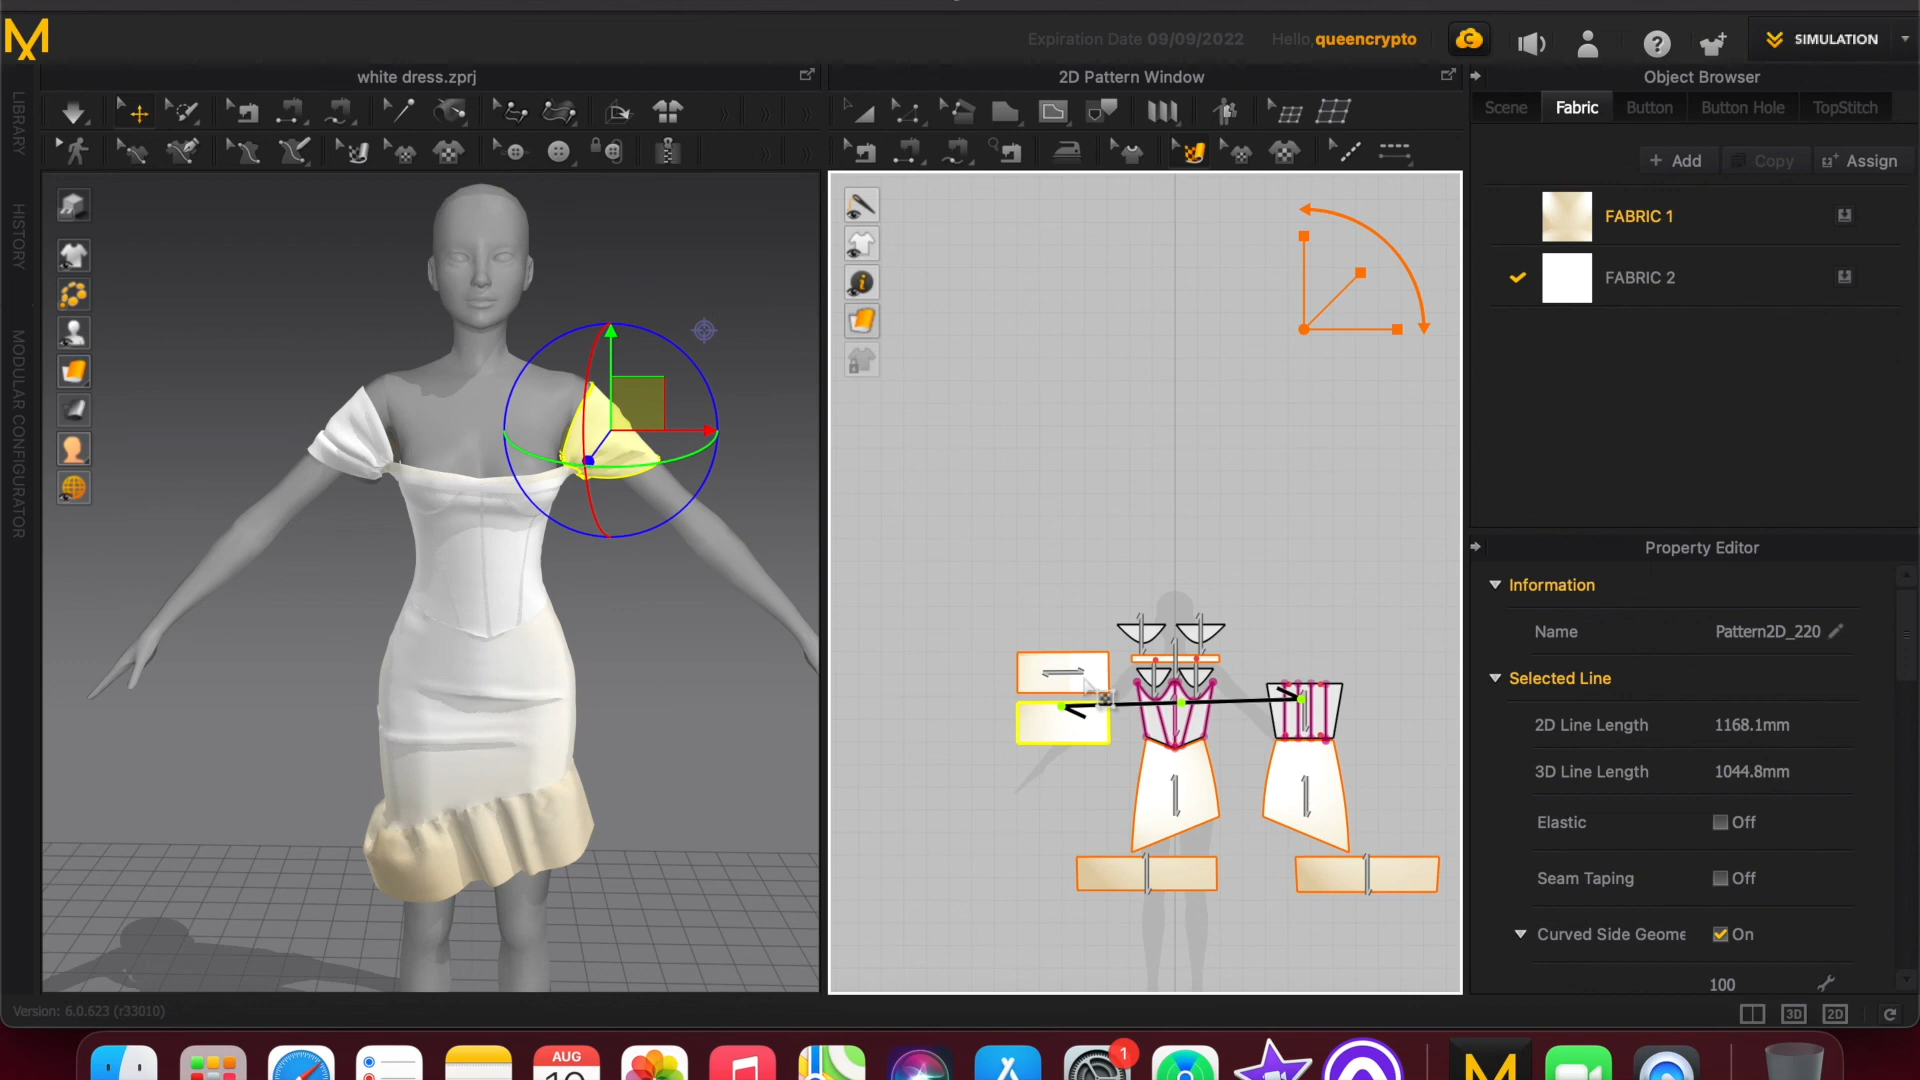 Expiration Date 09/09/2022 Hello, queencrypto
SIMULATION
white dress.zprj
2D Pattern Window
Object Browser
LIBRARY
HISTORY
MODULAR CONFIGURATOR
Scene Fabric Button Button Hole TopStitch
+ Add Copy Assign
FABRIC 1
FABRIC 2
Property Editor
Information
Name Pattern2D_220
Selected Line
2D Line Length 1168.1mm
3D Line Length 1044.8mm
Elastic Off
Seam Taping Off
Curved Side Geome On
100
Version: 6.0.623 (r33010)
3D 2D
AUG
1